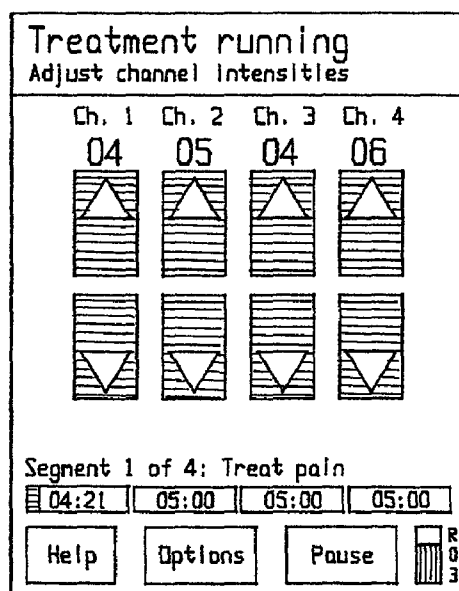 Treatment running
Adjust channel intensities
Ch. 1 Ch. 2 Ch. 3 Ch. 4
04 05 04 06
Segment 1 of 4: Treat pain
04:21 05:00 05:00 05:00
Help Options Pause
R
0
3